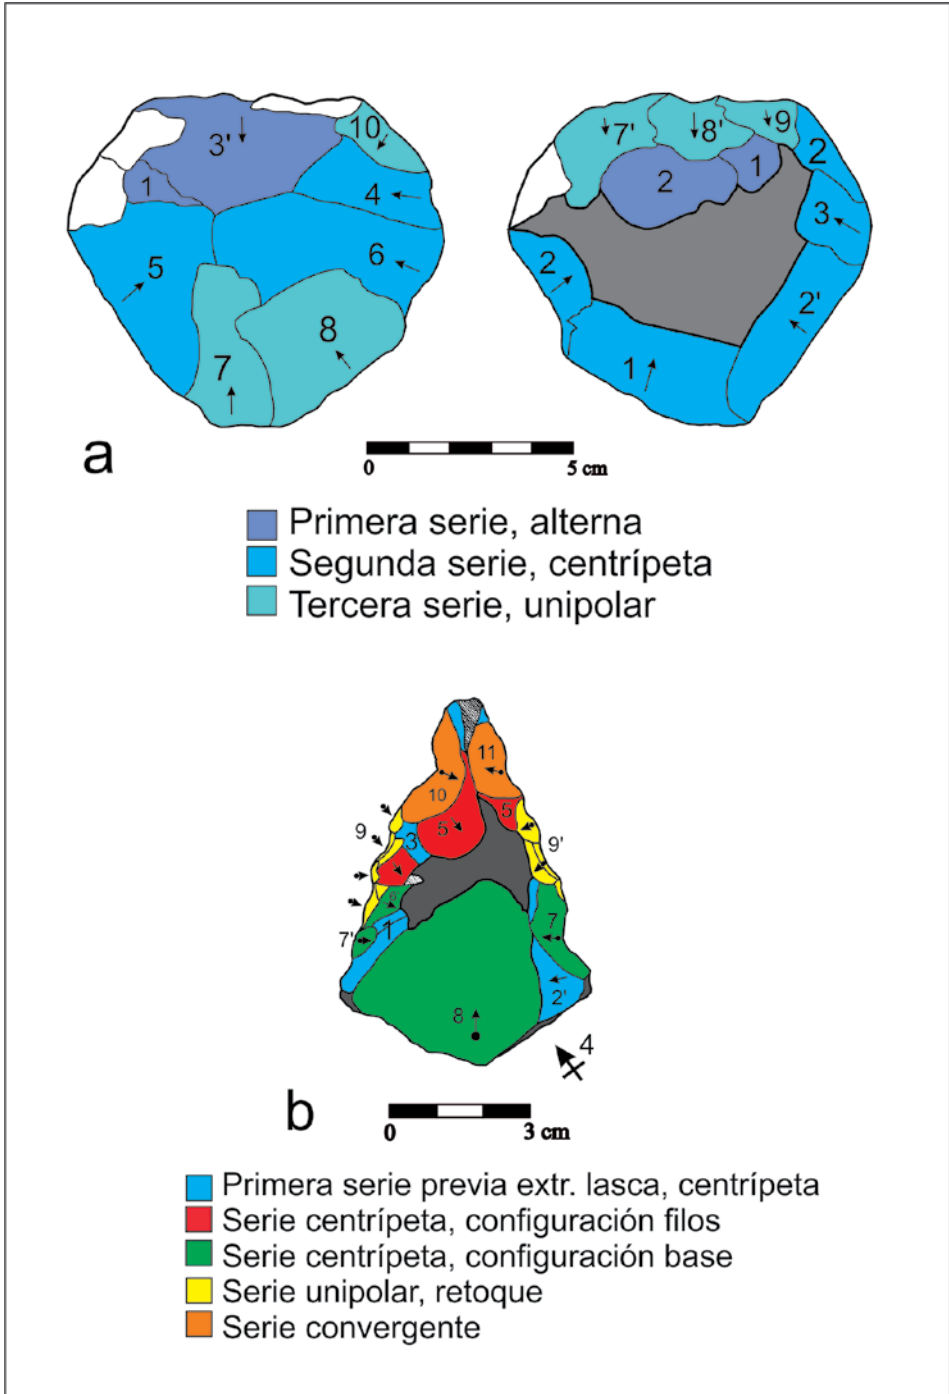 3' 10 7' 8' 9
1 4 2 1 2
5 6 2 3
7 8 1 2'
a
0 5 cm
Primera serie, alterna
Segunda serie, centrípeta
Tercera serie, unipolar
11
10
9 3 5 5 9'
7' 1 7
8 2'
4
b
0 3 cm
Primera serie previa extr. lasca, centrípeta
Serie centrípeta, configuración filos
Serie centrípeta, configuración base
Serie unipolar, retoque
Serie convergente